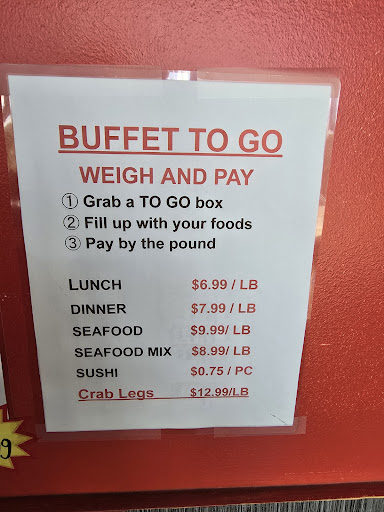 BUFFET TO GO
WEIGH AND PAY
① Grab a TO GO box
② Fill up with your foods
③ Pay by the pound
LUNCH $6.99 / LB
DINNER $7.99 / LB
SEAFOOD $9.99/ LB
SEAFOOD MIX $8.99/ LB
SUSHI $0.75 / PC
Crab Legs $12.99/LB
9